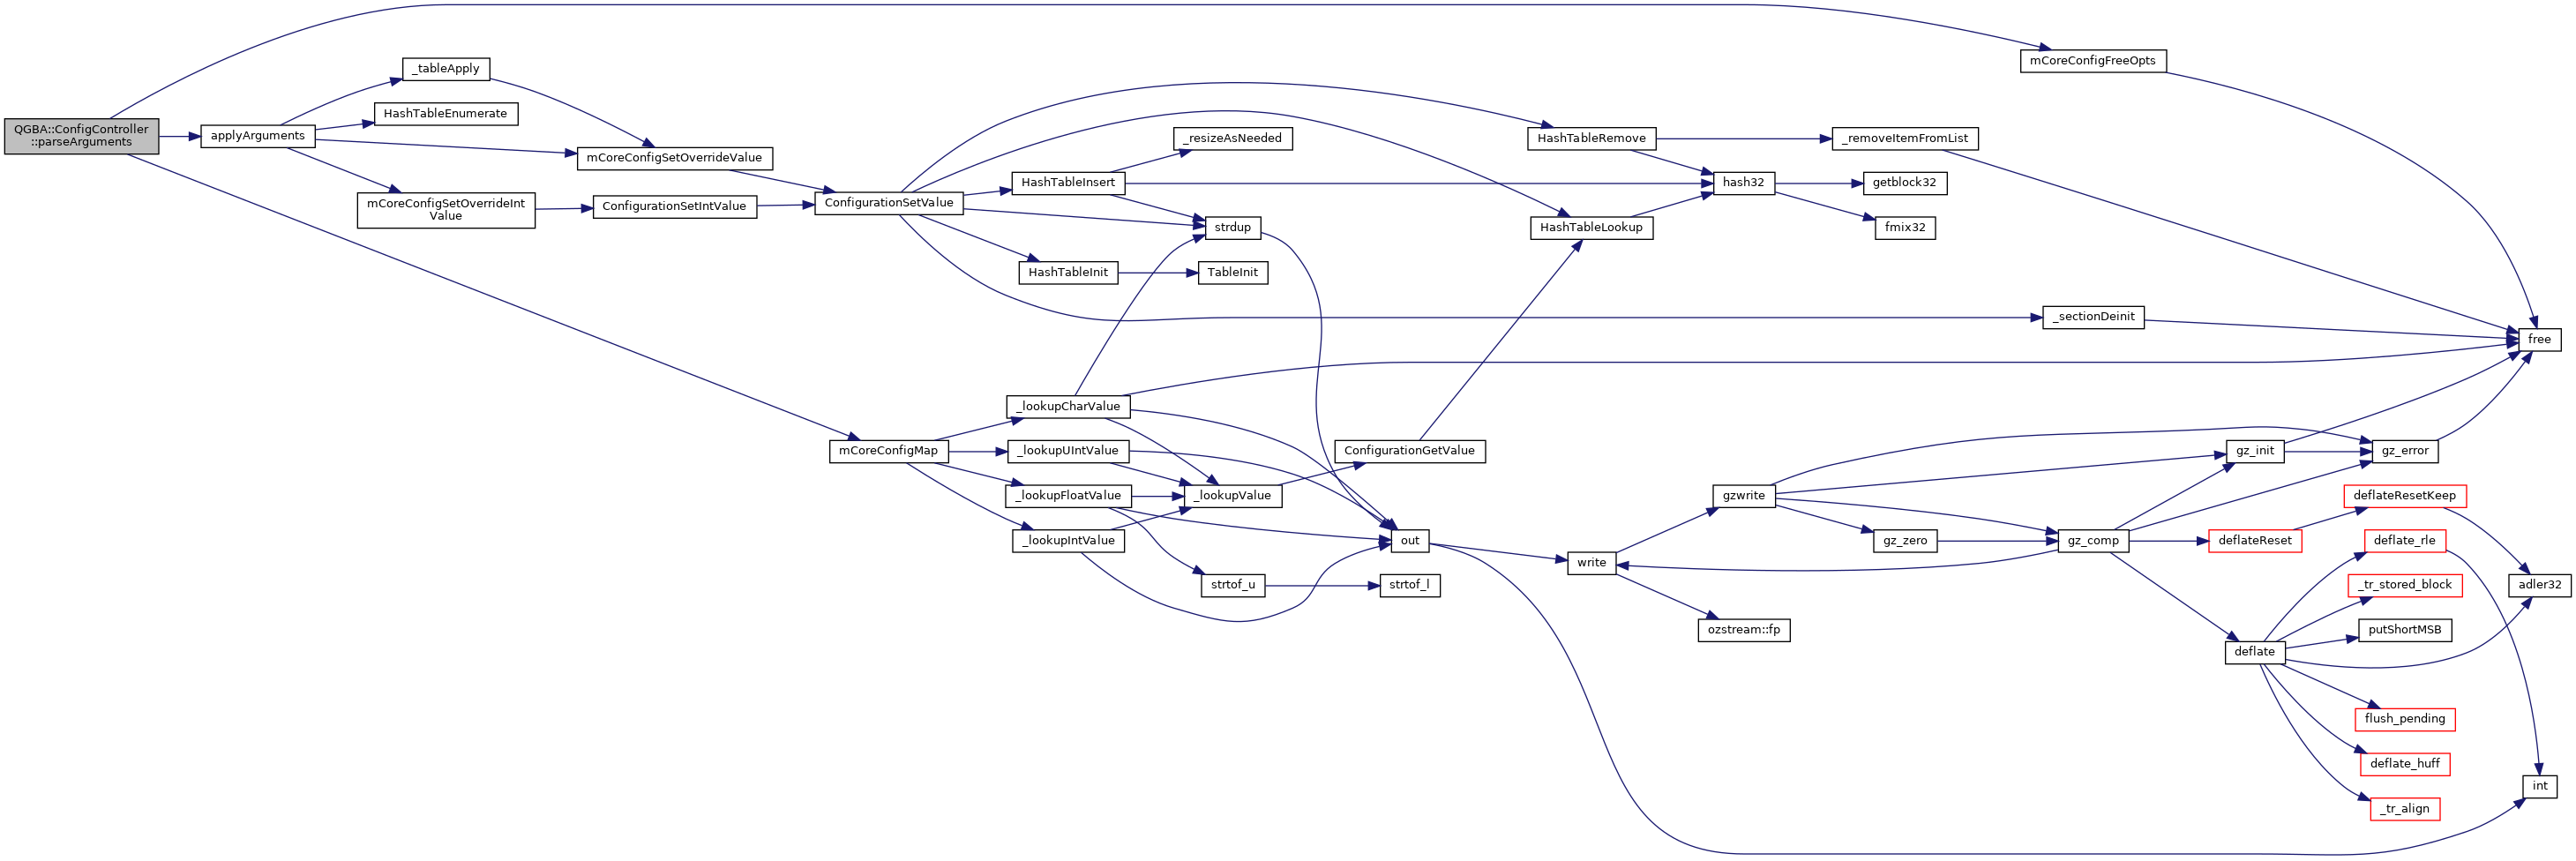 QGBA::ConfigController
::parseArguments
applyArguments
_tableApply
HashTableEnumerate
mCoreConfigSetOverrideValue
mCoreConfigSetOverrideInt
Value
ConfigurationSetIntValue
ConfigurationSetValue
mCoreConfigMap
HashTableInsert
_resizeAsNeeded
strdup
HashTableInit
TableInit
_lookupCharValue
_lookupUIntValue
_lookupFloatValue
_lookupIntValue
_lookupValue
strtof_u
strtof_l
ConfigurationGetValue
out
HashTableRemove
HashTableLookup
_removeItemFromList
hash32
getblock32
fmix32
mCoreConfigFreeOpts
_sectionDeinit
free
write
gzwrite
ozstream::fp
gz_zero
gz_comp
gz_init
gz_error
deflateReset
deflateResetKeep
deflate_rle
_tr_stored_block
putShortMSB
deflate
adler32
flush_pending
deflate_huff
_tr_align
int